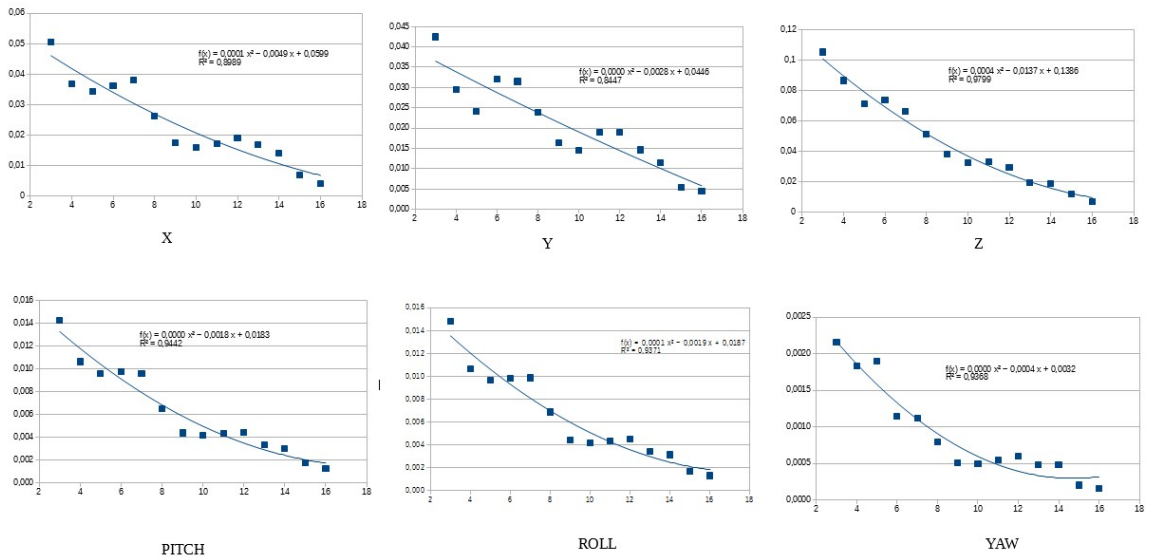 0,06
0,05
0,04
0,03
0,02
0,01
0
2 4 6 8 10 12 14 16 18
f(x) = 0,0001 x² − 0,0049 x + 0,0599
R² = 0,8989
X
0,045
0,040
0,035
0,030
0,025
0,020
0,015
0,010
0,005
0,000
2 4 6 8 10 12 14 16 18
f(x) = 0,0000 x² − 0,0028 x + 0,0446
R² = 0,8447
Y
0,12
0,1
0,08
0,06
0,04
0,02
0
2 4 6 8 10 12 14 16 18
f(x) = 0,0004 x² − 0,0137 x + 0,1386
R² = 0,9799
Z
0,016
0,014
0,012
0,010
0,008
0,006
0,004
0,002
0,000
2 4 6 8 10 12 14 16 18
f(x) = 0,0000 x² − 0,0018 x + 0,0183
R² = 0,9442
PITCH
0,016
0,014
0,012
0,010
0,008
0,006
0,004
0,002
0,000
2 4 6 8 10 12 14 16 18
f(x) = 0,0001 x² − 0,0019 x + 0,0187
R² = 0,9371
ROLL
0,0025
0,0020
0,0015
0,0010
0,0005
0,0000
2 4 6 8 10 12 14 16 18
f(x) = 0,0000 x² − 0,0004 x + 0,0032
R² = 0,9368
YAW